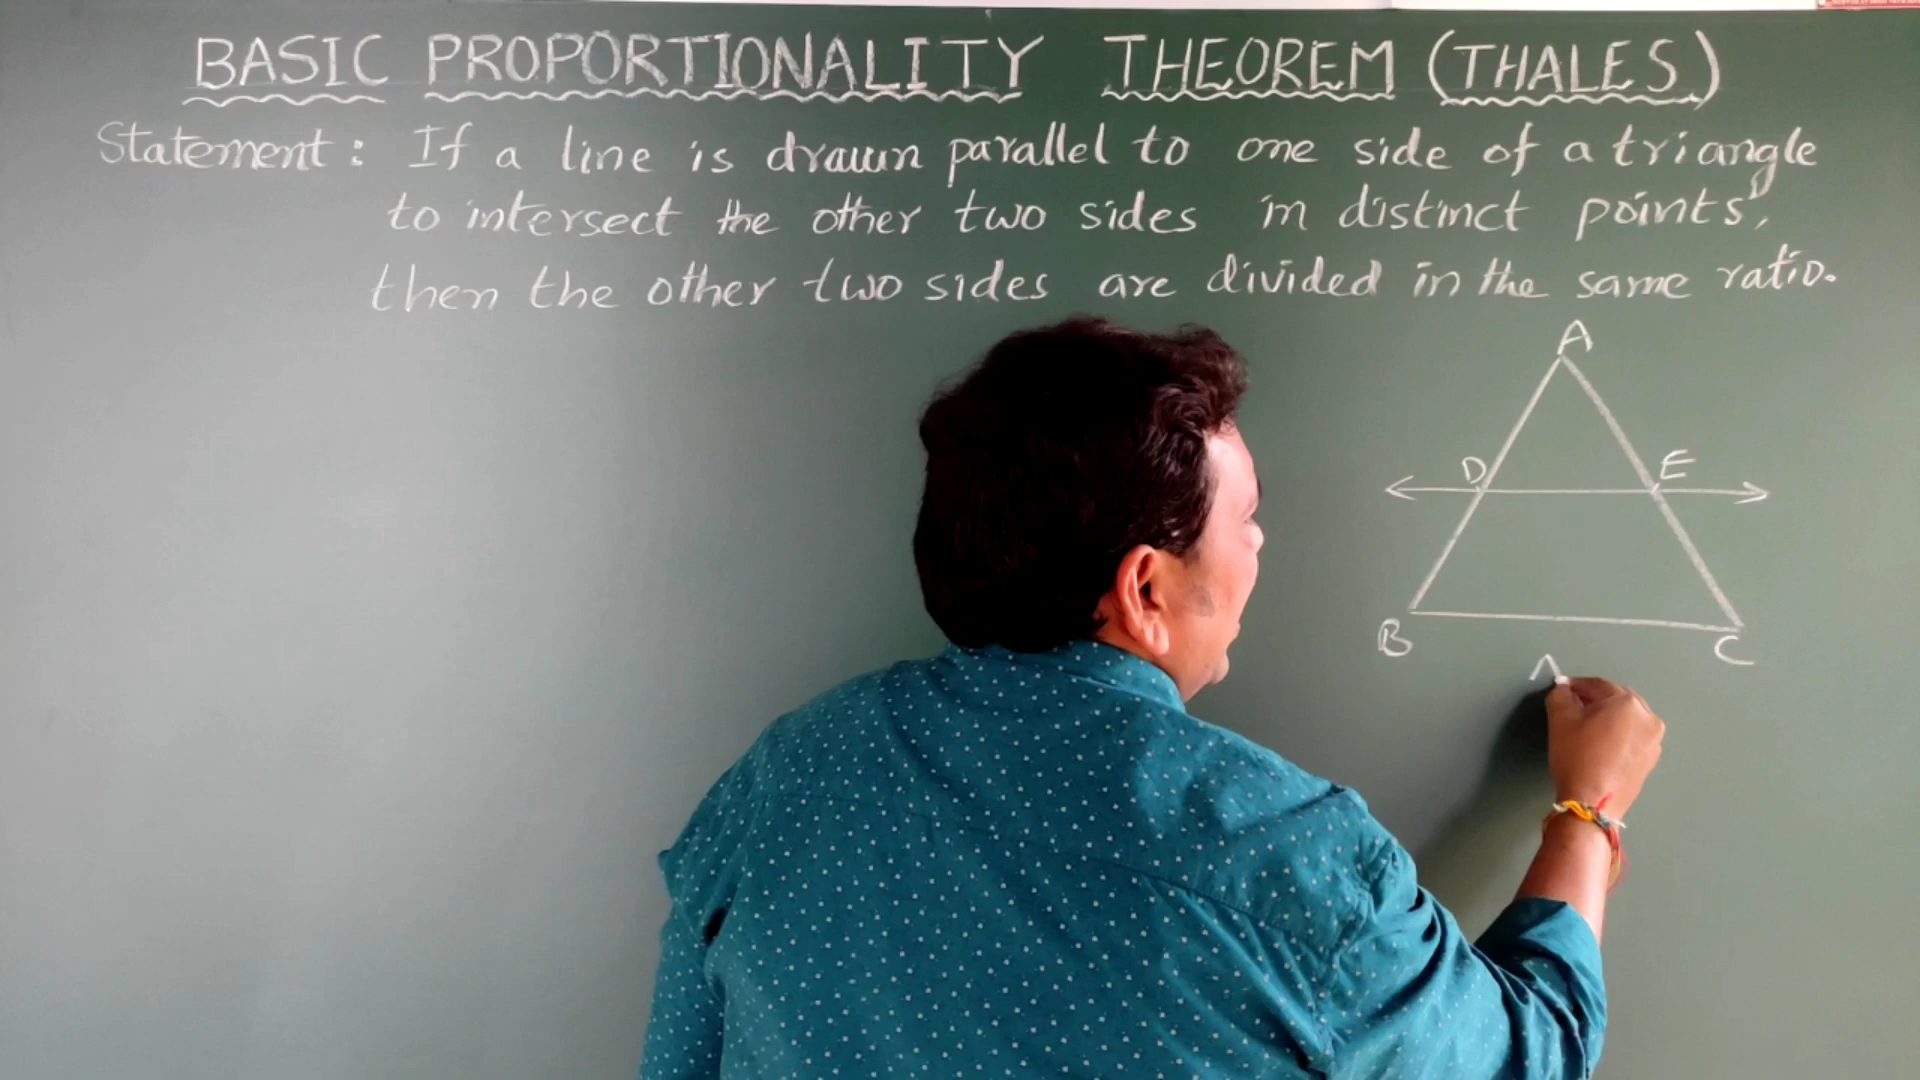 BASIC PROPORTIONALITY THEOREM (THALES)
Statement: If a line is drawn parallel to one side of a triangle
to intersect the other two sides in distinct points,
then the other two sides are divided in the same ratio.
A
D E
B C